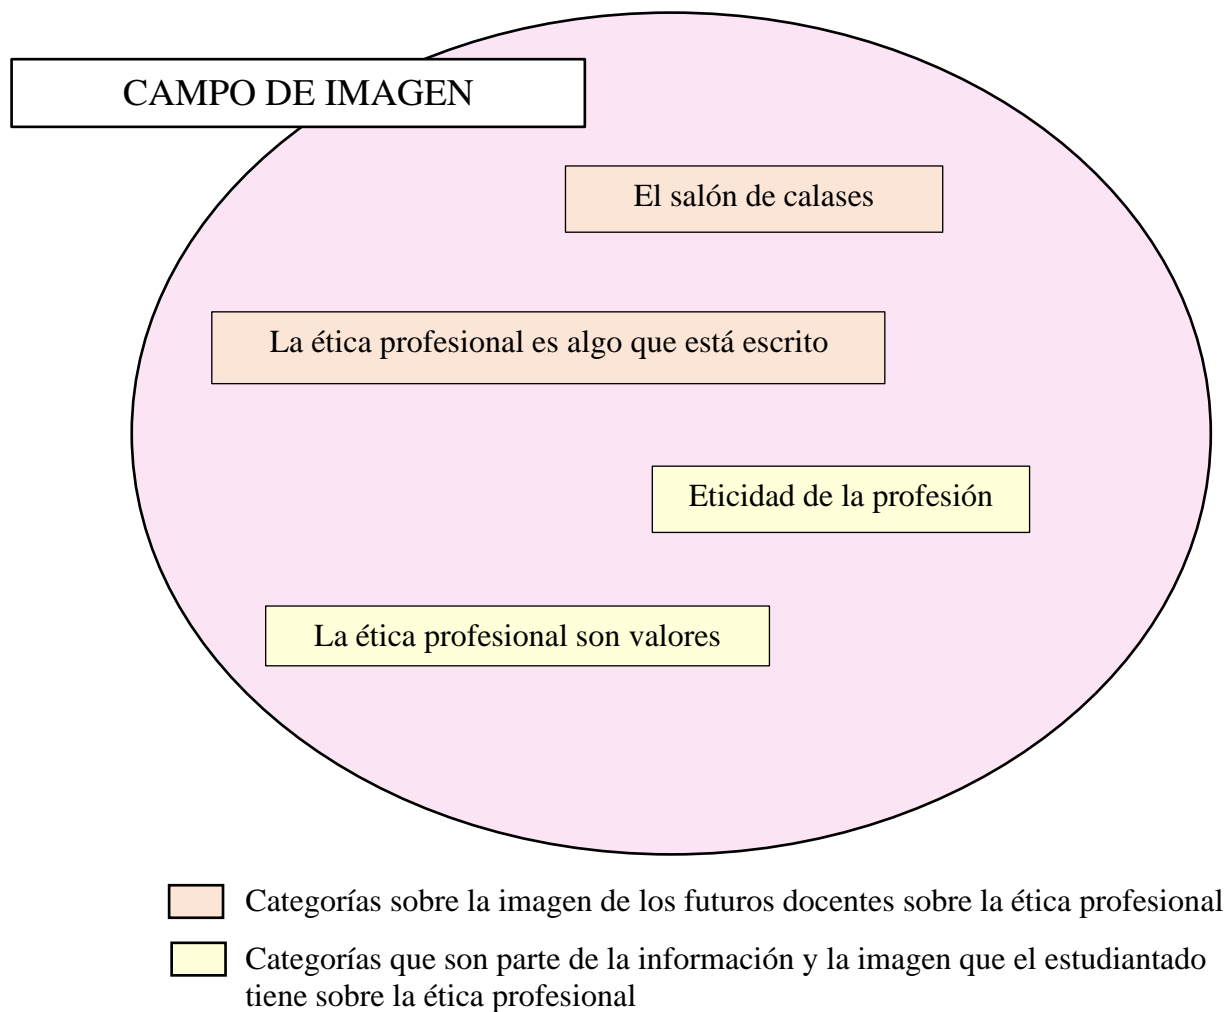 CAMPO DE IMAGEN
El salón de calases
La ética profesional es algo que está escrito
Eticidad de la profesión
La ética profesional son valores
Categorías sobre la imagen de los futuros docentes sobre la ética profesional
Categorías que son parte de la información y la imagen que el estudiantado
tiene sobre la ética profesional